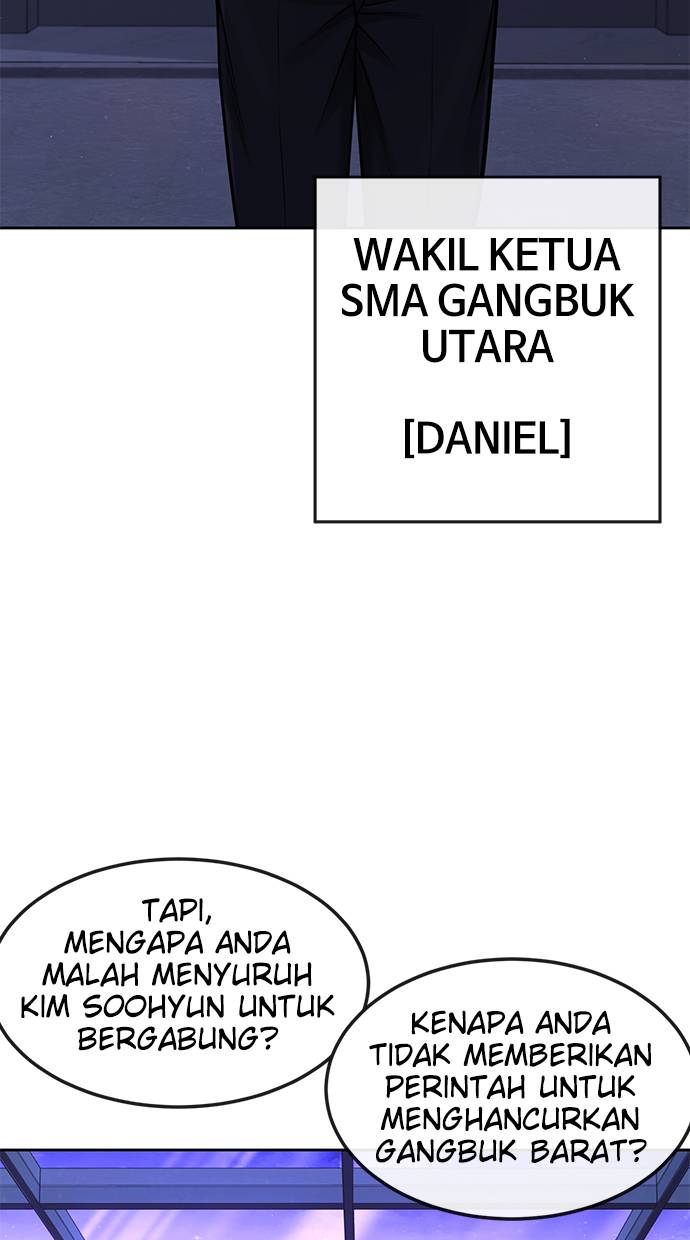 WAKIL KETUA
SMA GANGBUK
UTARA
[DANIEL]
TAPI,
MENGAPA ANDA
MALAH MENYURUH
KIM SOOHYUN UNTUK
BERGABUNG?
KENAPA ANDA
TIDAK MEMBERIKAN
PERINTAH UNTUK
MENGHANCURKAN
GANGBUK BARAT?